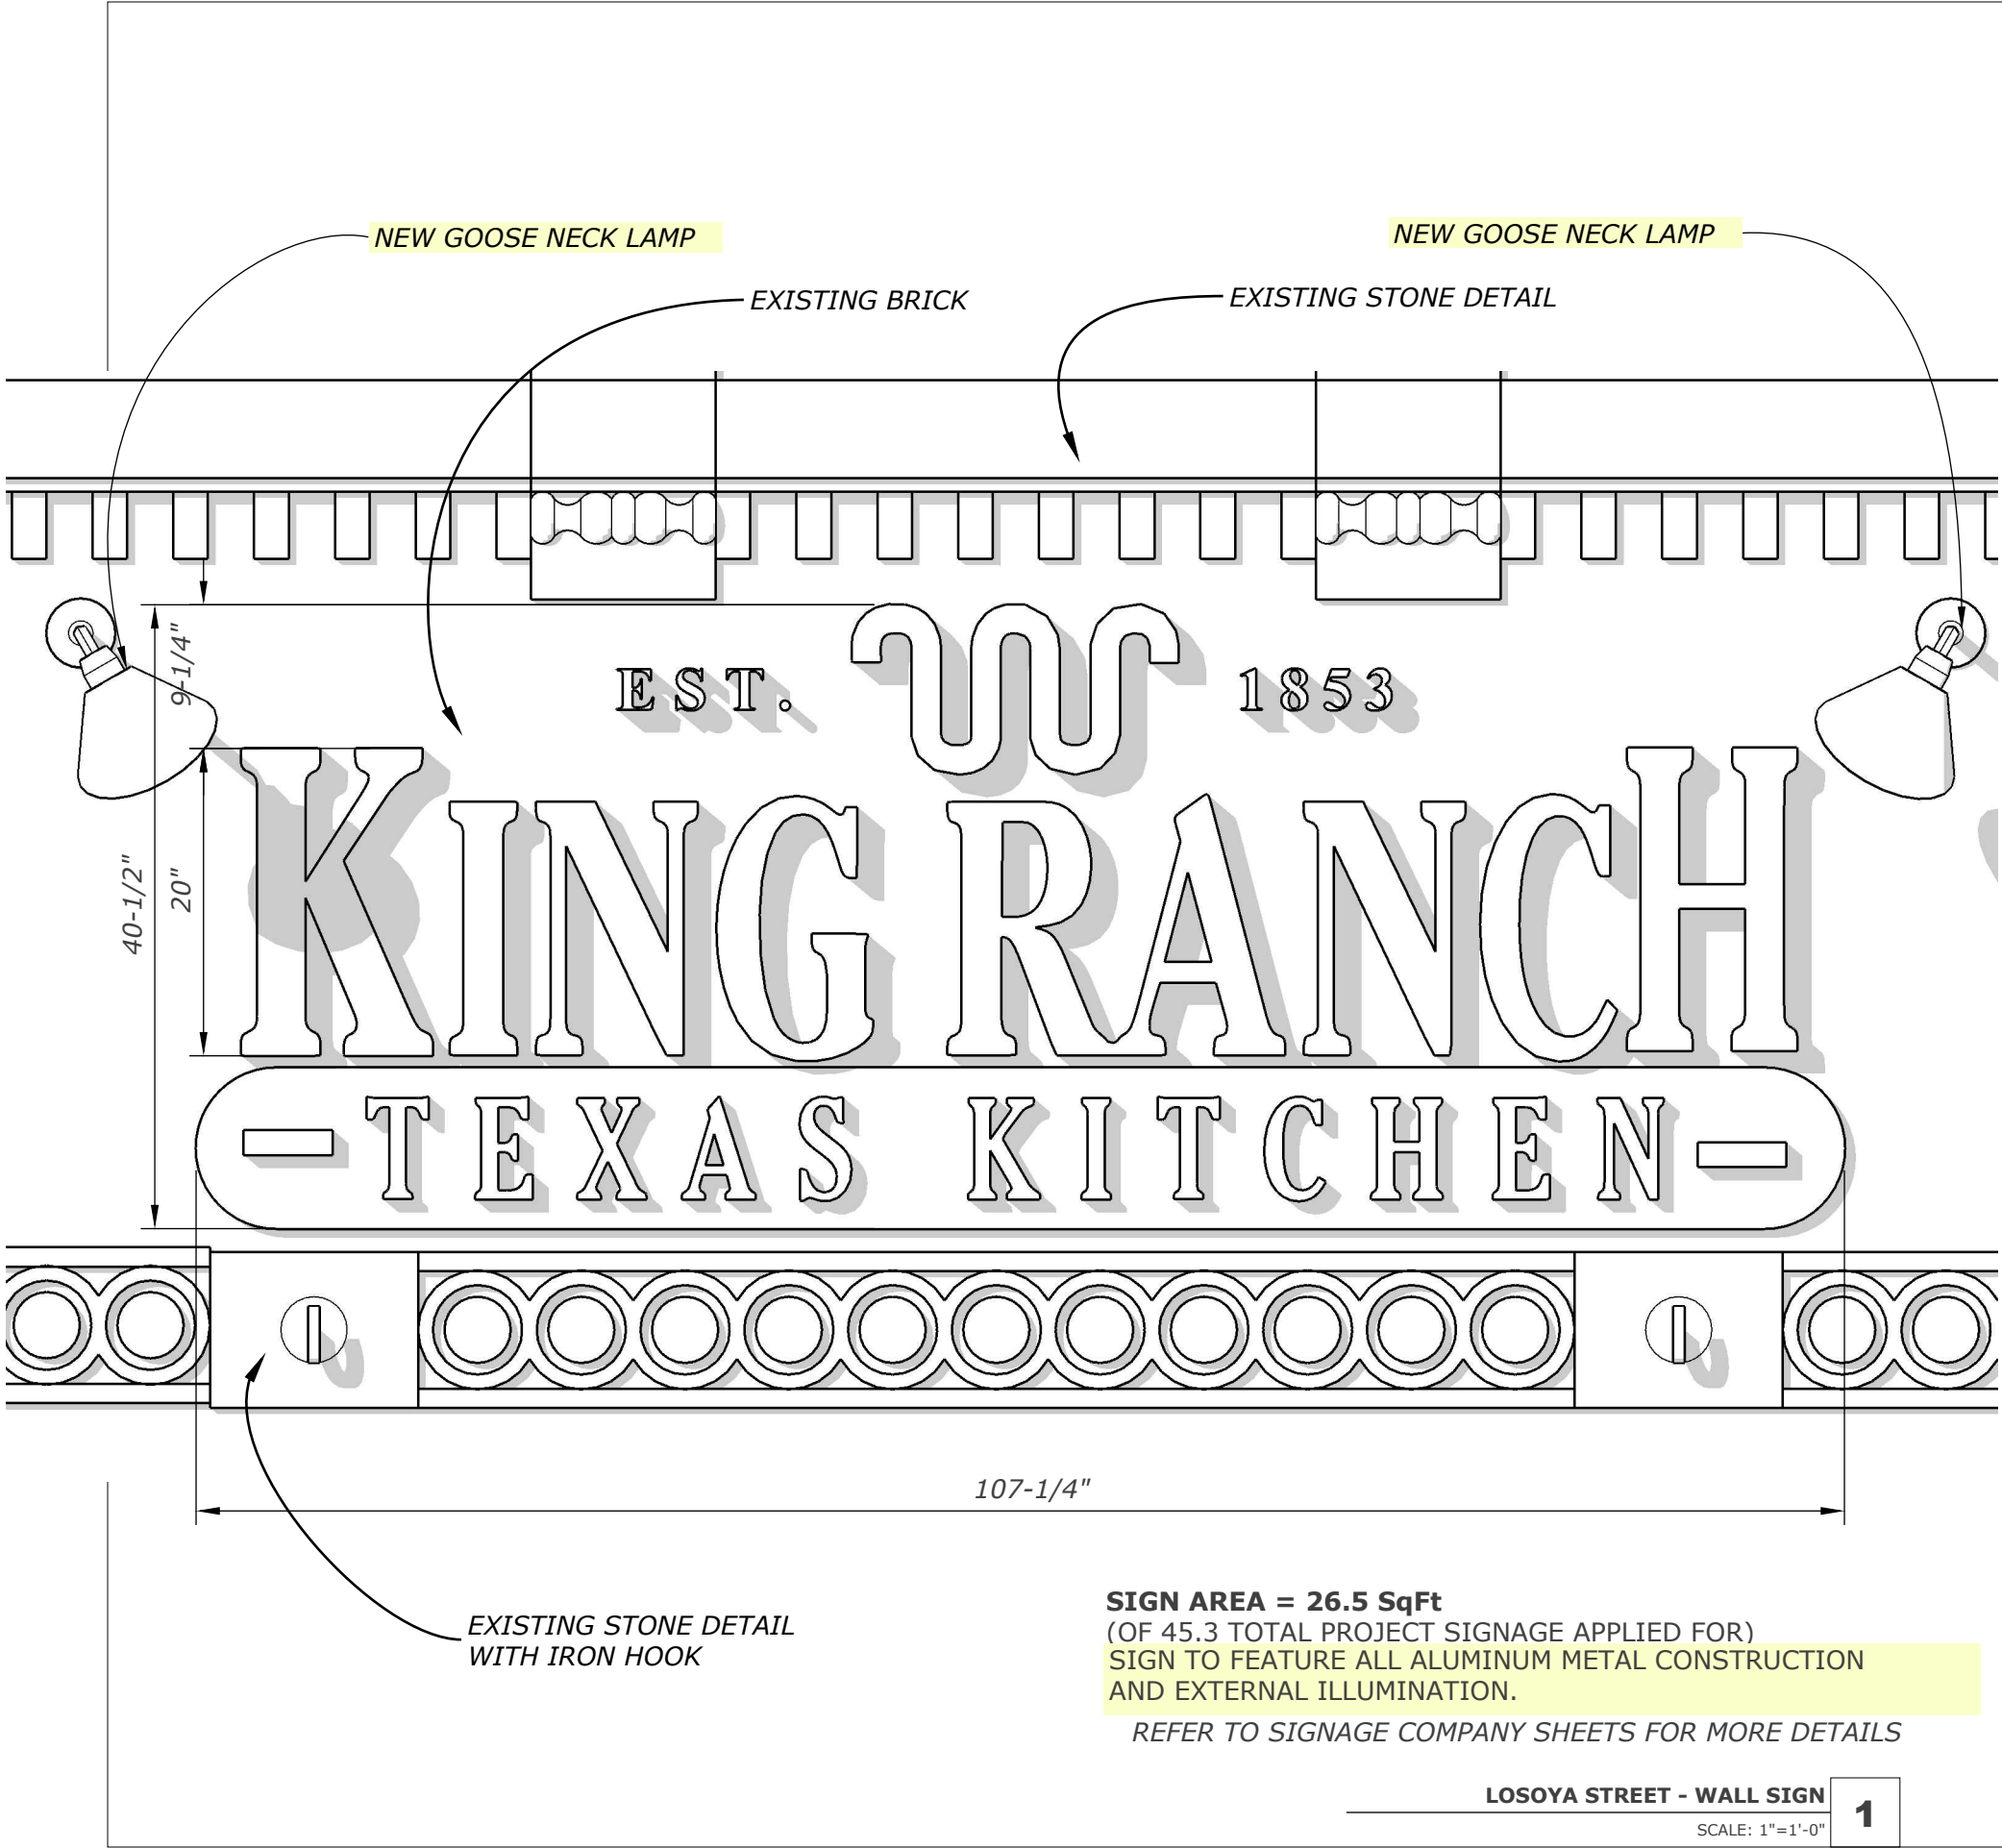 NEW GOOSE NECK LAMP
NEW GOOSE NECK LAMP
EXISTING BRICK
EXISTING STONE DETAIL
9-1/4"
EST.
1853
40-1/2"
20"
KING RANCH
- TEXAS KITCHEN -
107-1/4"
EXISTING STONE DETAIL
WITH IRON HOOK
SIGN AREA = 26.5 SqFt
(OF 45.3 TOTAL PROJECT SIGNAGE APPLIED FOR)
SIGN TO FEATURE ALL ALUMINUM METAL CONSTRUCTION
AND EXTERNAL ILLUMINATION.
REFER TO SIGNAGE COMPANY SHEETS FOR MORE DETAILS
LOSOYA STREET - WALL SIGN
1
SCALE: 1"=1'-0"